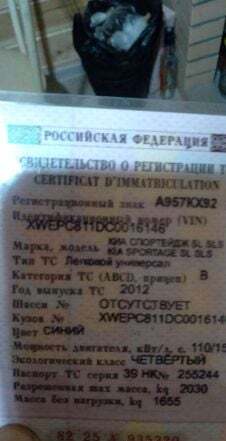 РОССИЙСКАЯ ФЕДЕРАЦИЯ
СВИДЕТЕЛЬСТВО О РЕГИСТРАЦИИ Т
CERTIFICAT D'IMMATRICULATION
Регистрационный знак А957КХ92
Идентификационный номер (VIN)
XWEPC811DC0016146
Марка, модель КИА СПОРТЕЙДЖ SL SLS
KIA SPORTAGE SL SLS
Тип ТС Легковой универсал
Категория ТС (ABCD, прицеп) B
Год выпуска ТС 2012
Шасси № ОТСУТСТВУЕТ
Кузов № XWEPC811DC0016146
Цвет СИНИЙ
Мощность двигателя, кВт/л. с. 110/15
Экологический класс ЧЕТВЁРТЫЙ
Паспорт ТС серия 39 НК № 255244
Разрешенная max масса, kg 2030
Масса без нагрузки, kg 1655